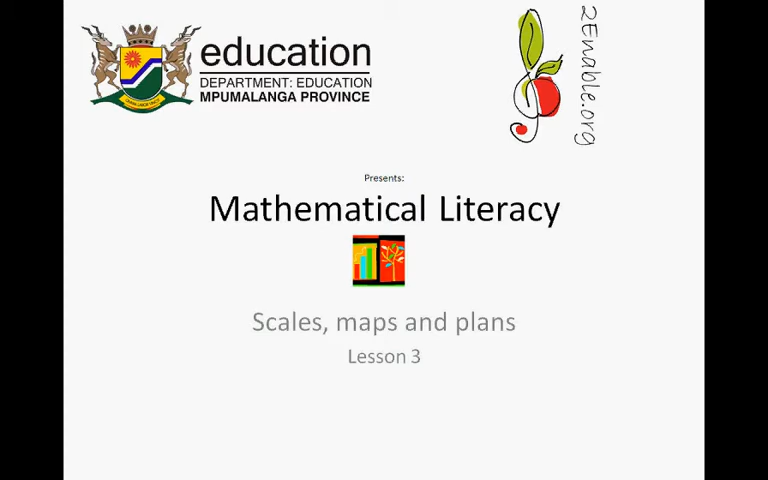 education
DEPARTMENT: EDUCATION
MPUMALANGA PROVINCE
2Enable.org
Presents:
Mathematical Literacy
Scales, maps and plans
Lesson 3